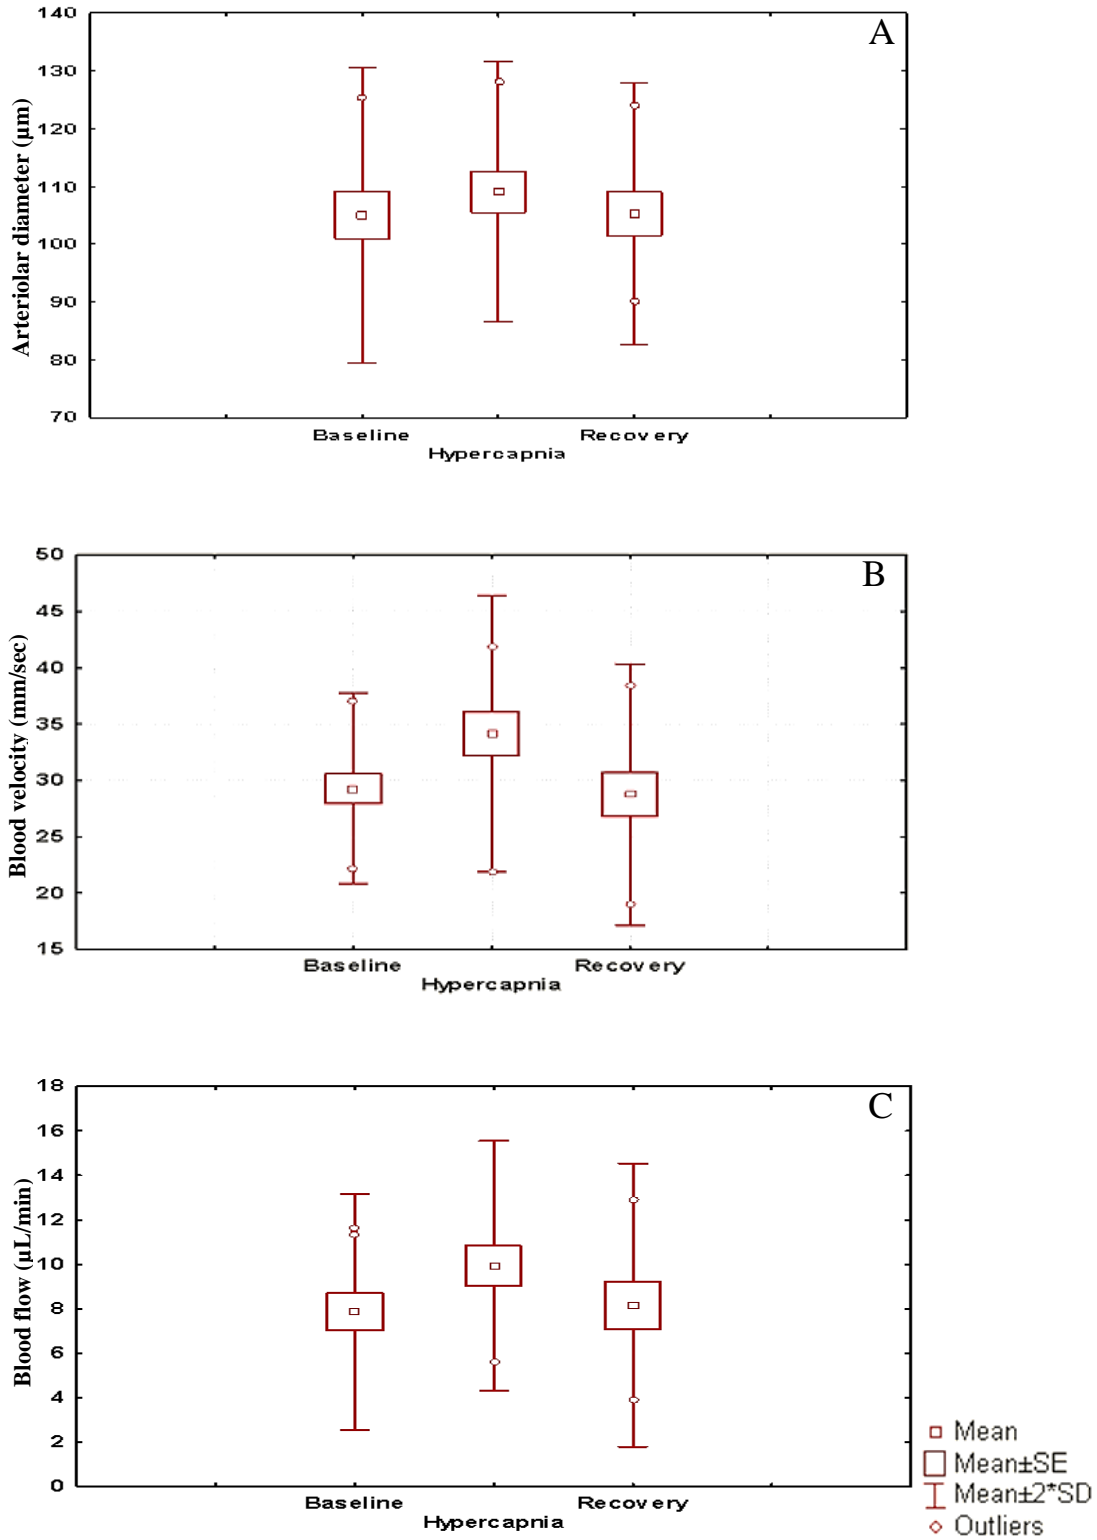 A
Arteriolar diameter (µm)
140
130
120
110
100
90
80
70
Baseline
Hypercapnia
Recovery
B
Blood velocity (mm/sec)
50
45
40
35
30
25
20
15
Baseline
Hypercapnia
Recovery
C
Blood flow (µL/min)
18
16
14
12
10
8
6
4
2
0
Baseline
Hypercapnia
Recovery
Mean
Mean±SE
Mean±2*SD
Outliers